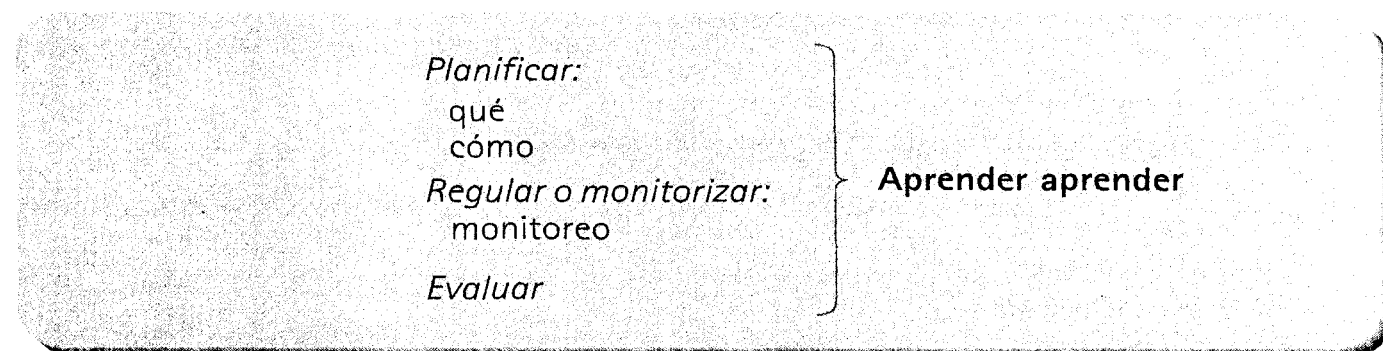 Planificar:
qué
cómo
Regular o monitorizar:
monitoreo
Evaluar
Aprender aprender